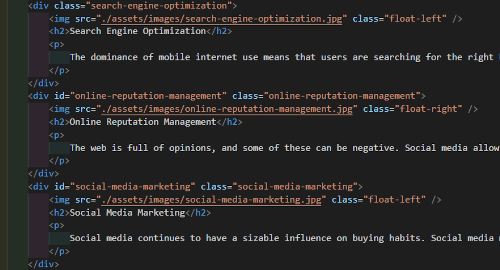 <div class="search-engine-optimization">
<img src="./assets/images/search-engine-optimization.jpg" class="float-left" />
<h2>Search Engine Optimization</h2>
<p>
The dominance of mobile internet use means that users are searching for the right
</p>
</div>
<div id="online-reputation-management" class="online-reputation-management">
<img src="./assets/images/online-reputation-management.jpg" class="float-right" />
<h2>Online Reputation Management</h2>
<p>
The web is full of opinions, and some of these can be negative. Social media allow
</p>
</div>
<div id="social-media-marketing" class="social-media-marketing">
<img src="./assets/images/social-media-marketing.jpg" class="float-left" />
<h2>Social Media Marketing</h2>
<p>
Social media continues to have a sizable influence on buying habits. Social media
</p>
</div>